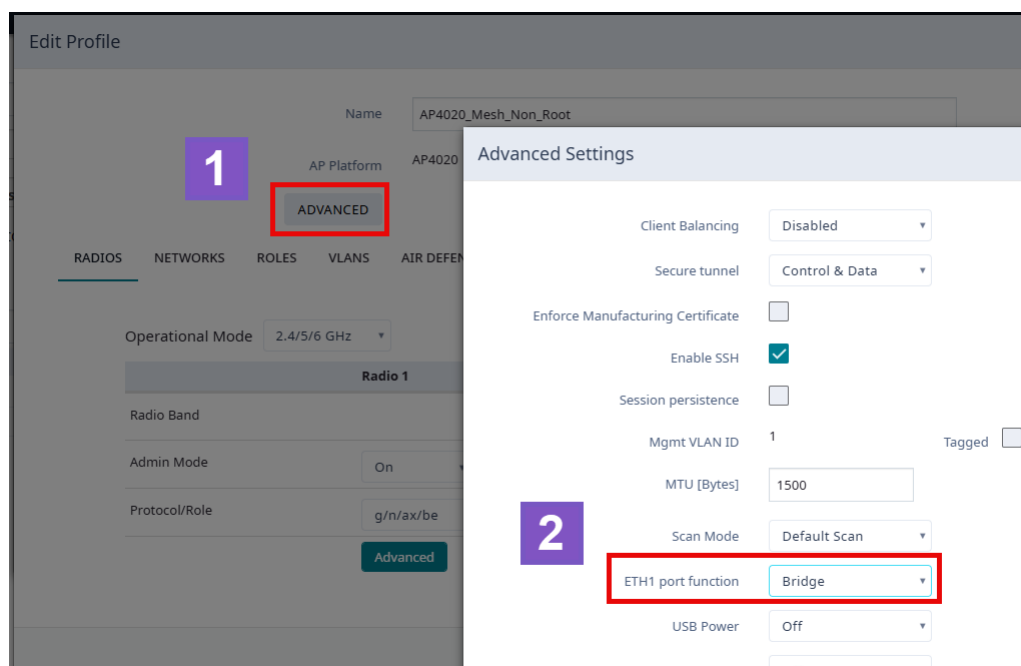 Edit Profile
Name AP4020_Mesh_Non_Root
1
AP Platform AP4020
ADVANCED
RADIOS NETWORKS ROLES VLANS AIR DEFEN
Operational Mode 2.4/5/6 GHz
Radio 1
Radio Band
Admin Mode On
Protocol/Role g/n/ax/be
Advanced
Advanced Settings
Client Balancing Disabled
Secure tunnel Control & Data
Enforce Manufacturing Certificate
Enable SSH
Session persistence
Mgmt VLAN ID 1 Tagged
MTU [Bytes] 1500
2
Scan Mode Default Scan
ETH1 port function Bridge
USB Power Off